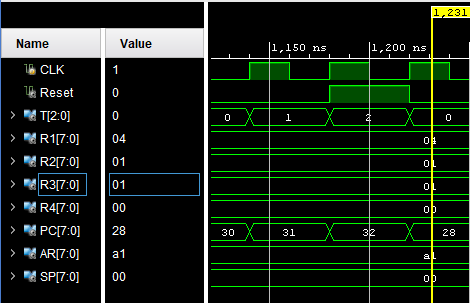 1,231
Name Value
1,150 ns 1,200 ns
CLK 1
Reset 0
T[2:0] 0 0 1 2 0
R1[7:0] 04 04
R2[7:0] 01 01
R3[7:0] 01 01
R4[7:0] 00 00
PC[7:0] 28 30 31 32 28
AR[7:0] a1 a1
SP[7:0] 00 00